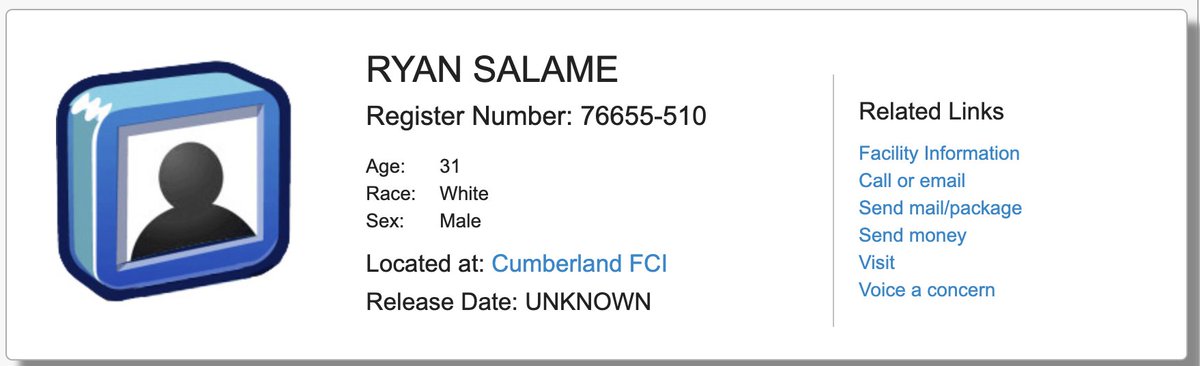 RYAN SALAME
Register Number: 76655-510
Age: 31
Race: White
Sex: Male
Located at: Cumberland FCI
Release Date: UNKNOWN
Related Links
Facility Information
Call or email
Send mail/package
Send money
Visit
Voice a concern